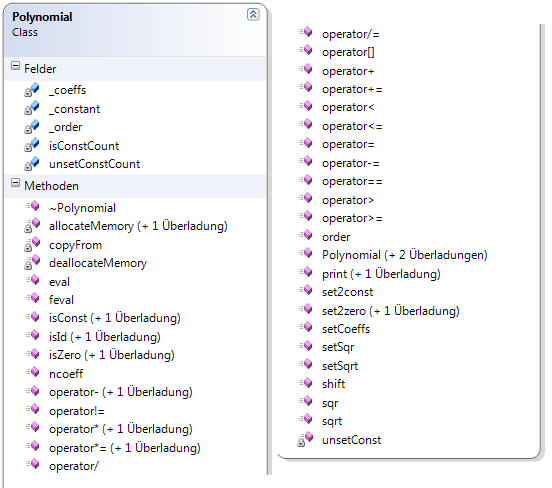 Polynomial
Class
Felder
_coeffs
_constant
_order
isConstCount
unsetConstCount
Methoden
~Polynomial
allocateMemory (+ 1 Überladung)
copyFrom
deallocateMemory
eval
feval
isConst (+ 1 Überladung)
isId (+ 1 Überladung)
isZero (+ 1 Überladung)
ncoeff
operator- (+ 1 Überladung)
operator!=
operator* (+ 1 Überladung)
operator*= (+ 1 Überladung)
operator/
operator/=
operator[]
operator+
operator+=
operator<
operator<=
operator=
operator-=
operator==
operator>
operator>=
order
Polynomial (+ 2 Überladungen)
print (+ 1 Überladung)
set2const
set2zero (+ 1 Überladung)
setCoeffs
setSqr
setSqrt
shift
sqr
sqrt
unsetConst